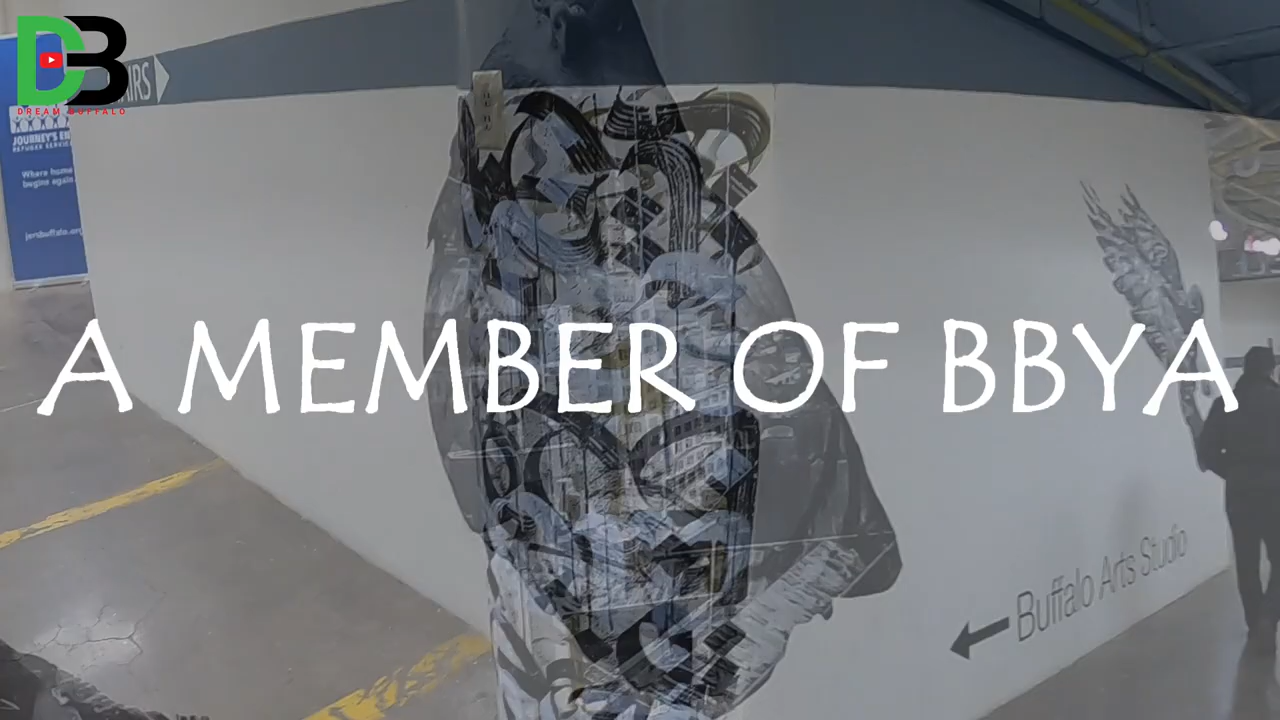 DB
DREAM BUFFALO
AIRS
JOURNEY'S EN
REFUGEE SERVIC
Where home
begins again
jersbuffalo.org
A MEMBER OF BBYA
Buffalo Arts Studio